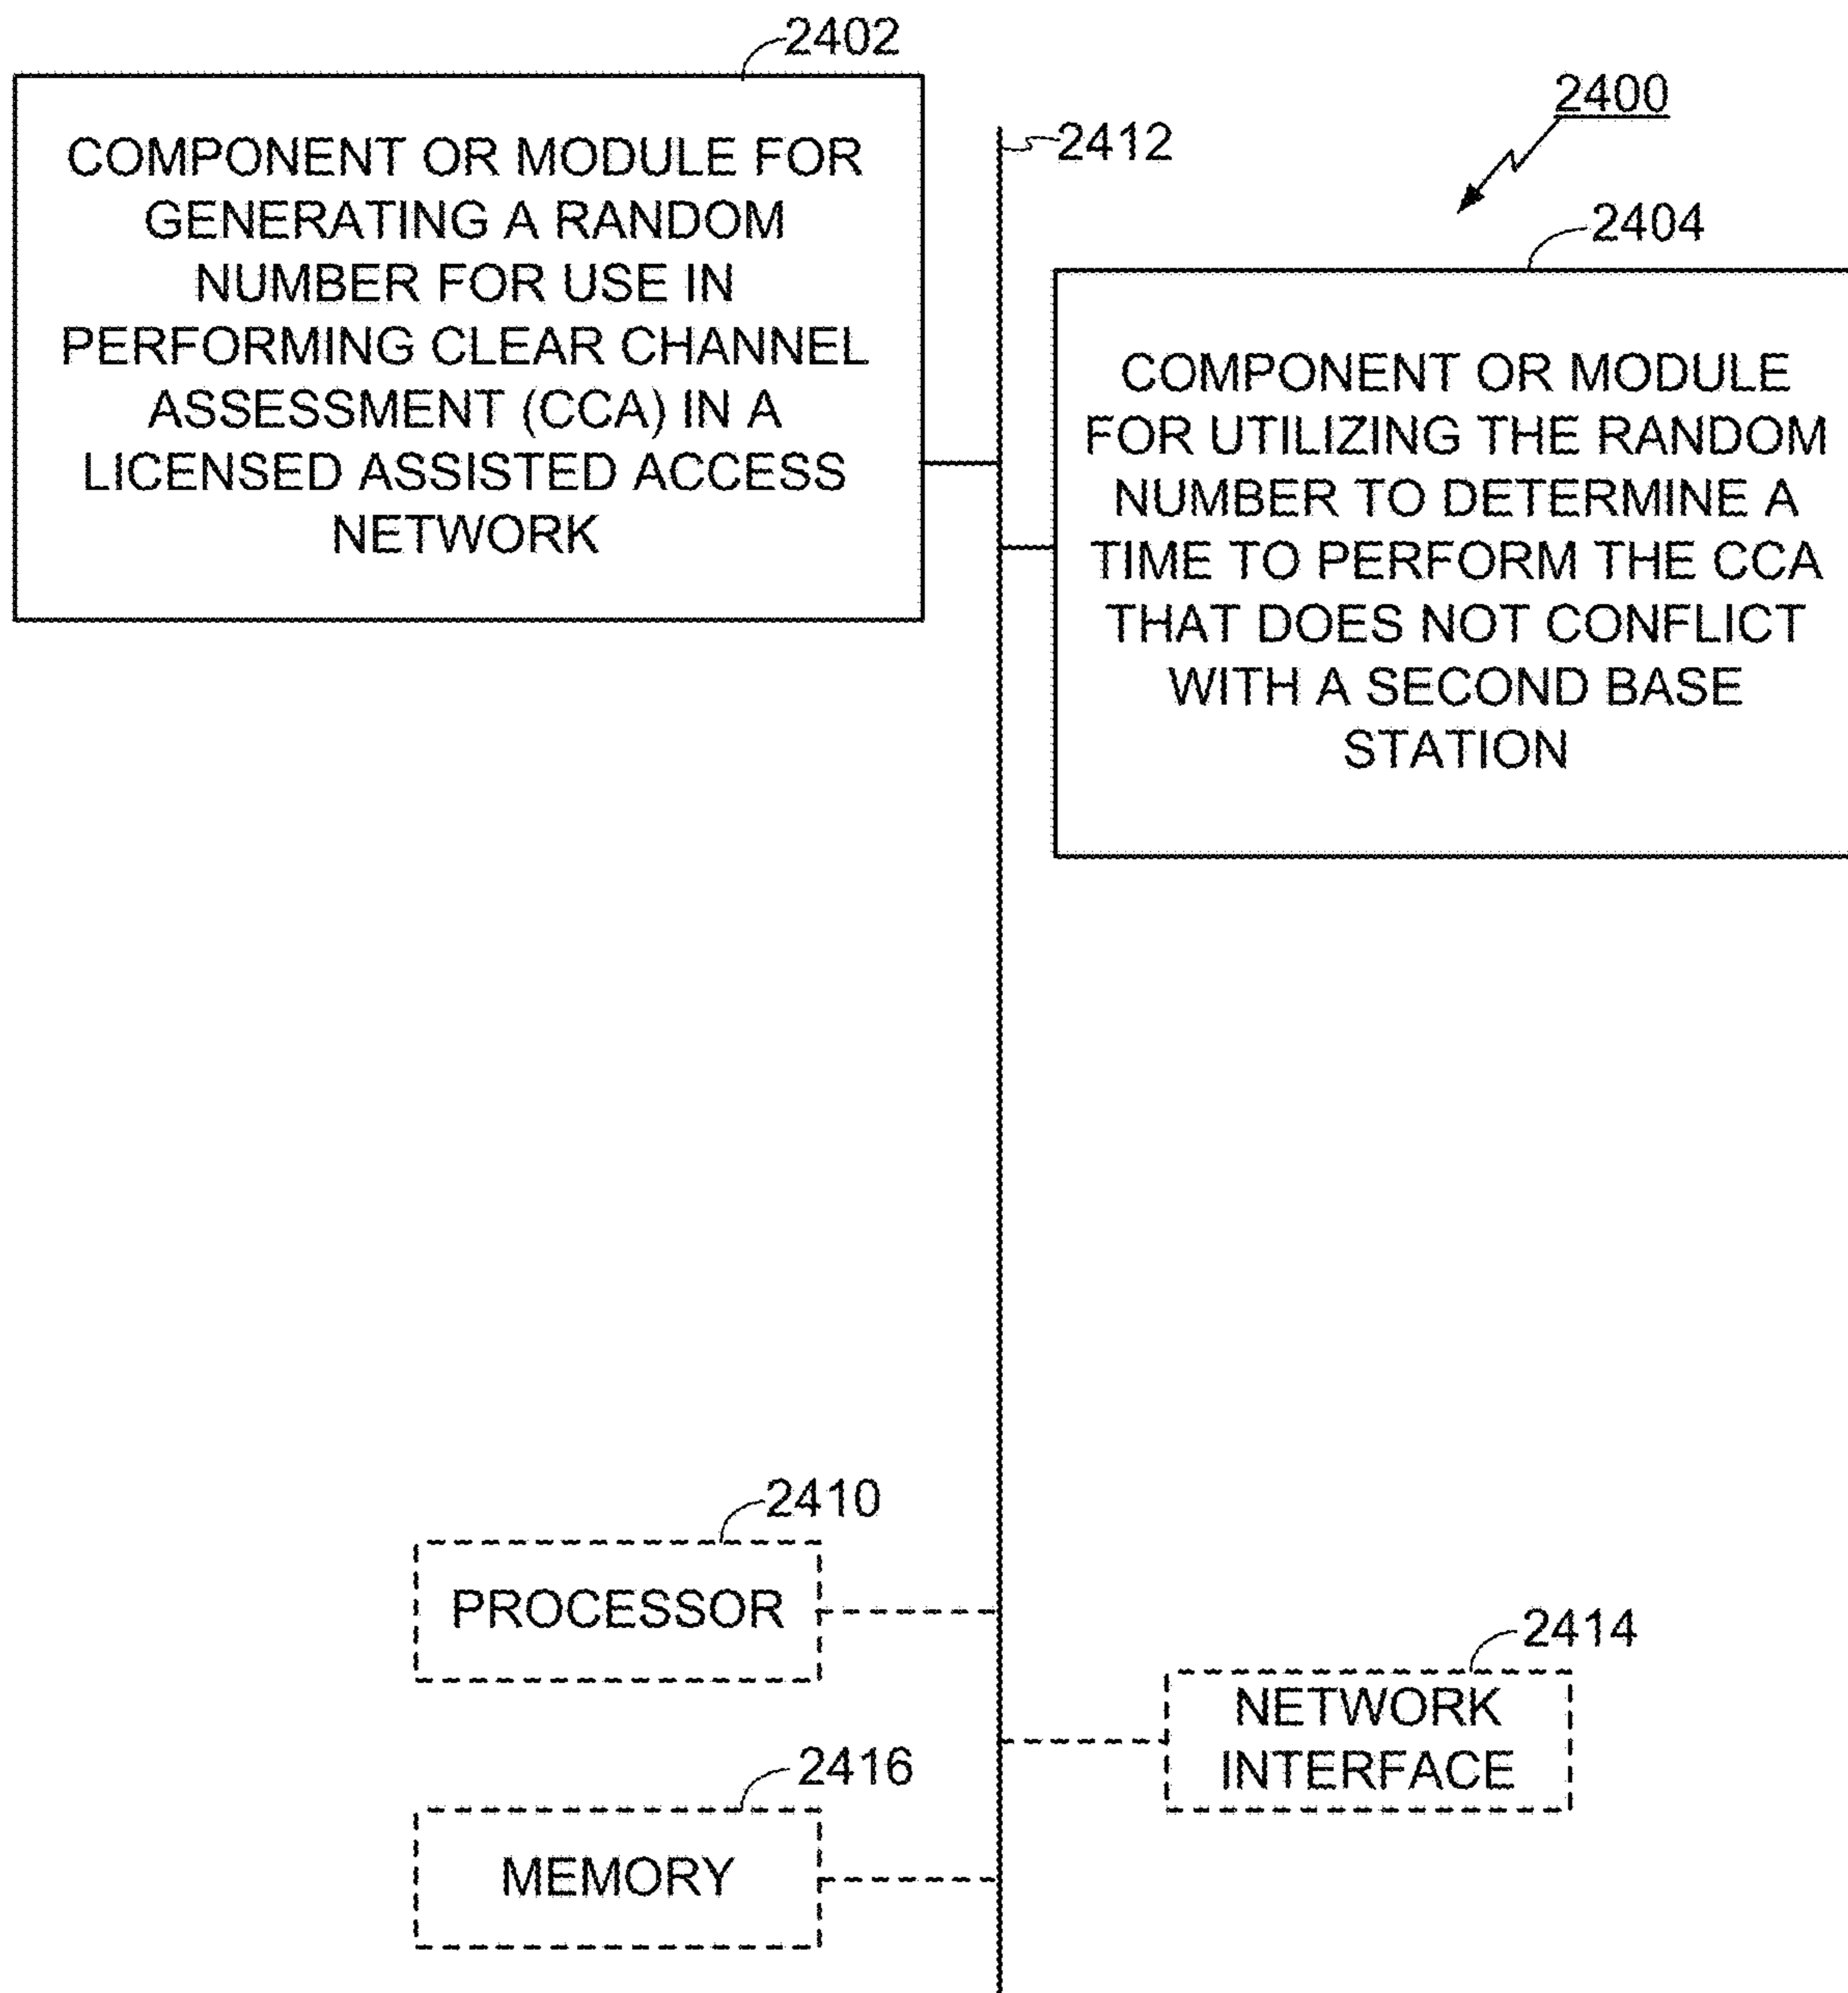 2402
COMPONENT OR MODULE FOR
GENERATING A RANDOM
NUMBER FOR USE IN
PERFORMING CLEAR CHANNEL
ASSESSMENT (CCA) IN A
LICENSED ASSISTED ACCESS
NETWORK
2412
2400
2404
COMPONENT OR MODULE
FOR UTILIZING THE RANDOM
NUMBER TO DETERMINE A
TIME TO PERFORM THE CCA
THAT DOES NOT CONFLICT
WITH A SECOND BASE
STATION
2410
PROCESSOR
2414
NETWORK
INTERFACE
2416
MEMORY